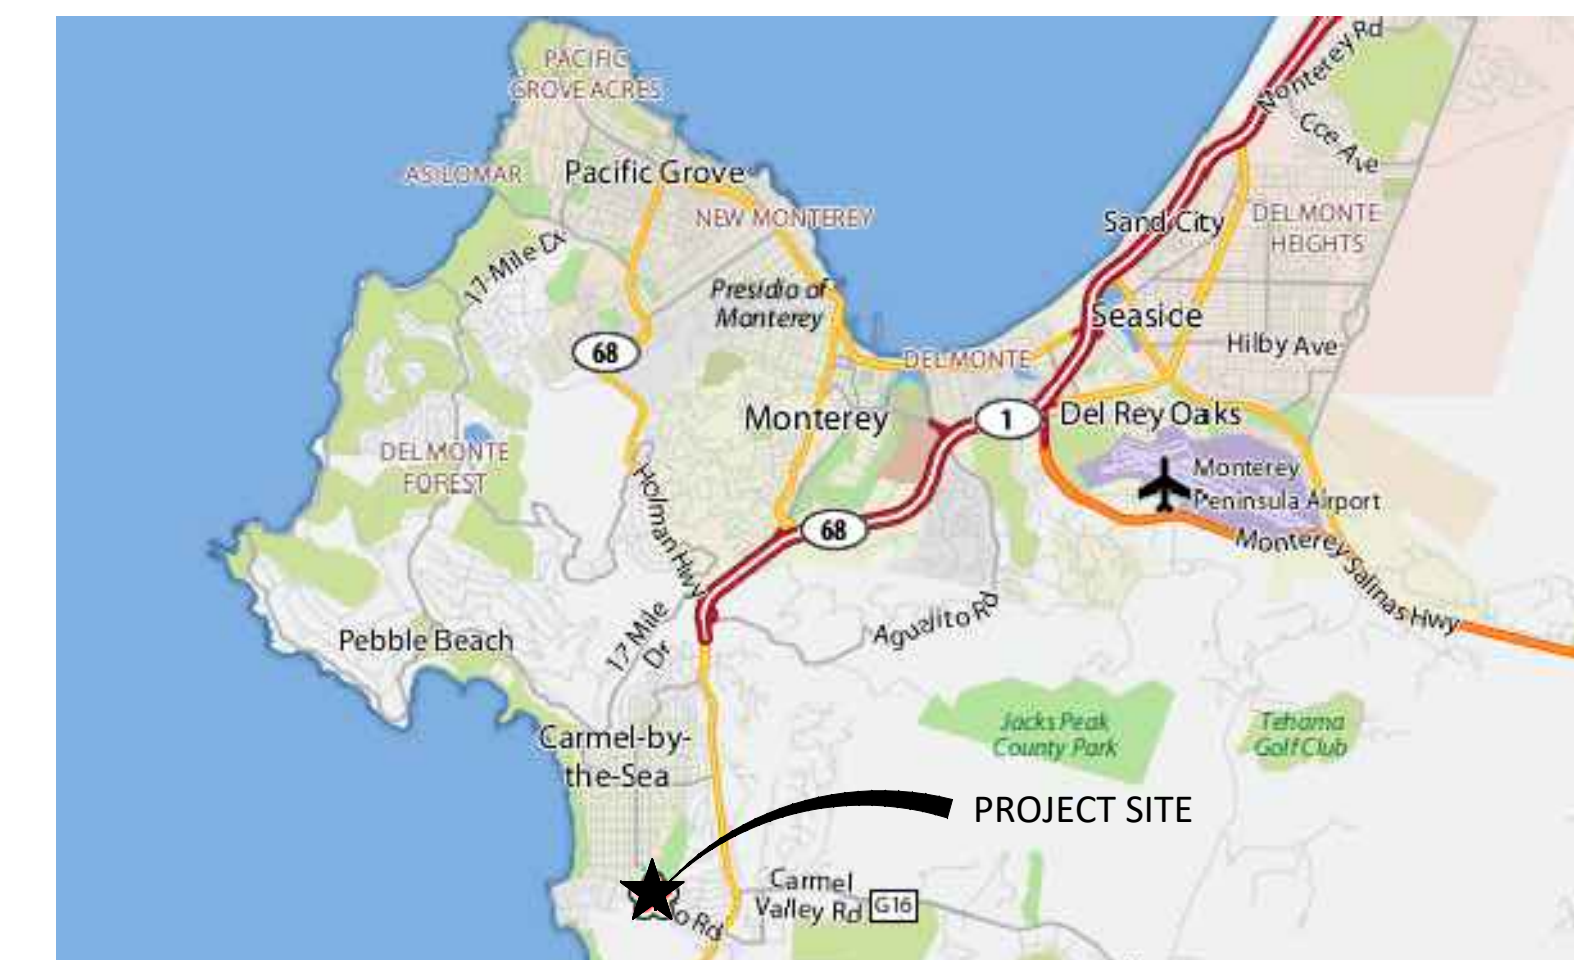 PACIFIC
GROVE ACRES
Monterey Rd
Coe Ave
ASILOMAR
Pacific Grove
NEW MONTEREY
Sand City
DEL MONTE
HEIGHTS
17 Mile Dr
Presidio of
Monterey
Seaside
68
DEL MONTE
Hilby Ave
Monterey
1
Del Rey Oaks
DEL MONTE
FOREST
Holman Hwy
Monterey
Peninsula Airport
68
Monterey Salinas Hwy
Pebble Beach
17 Mile
Dr
Aguajito Rd
Jacks Peak
County Park
Tehama
Golf Club
Carmel-by-
the-Sea
PROJECT SITE
Carmel
Valley Rd
G16
Rd